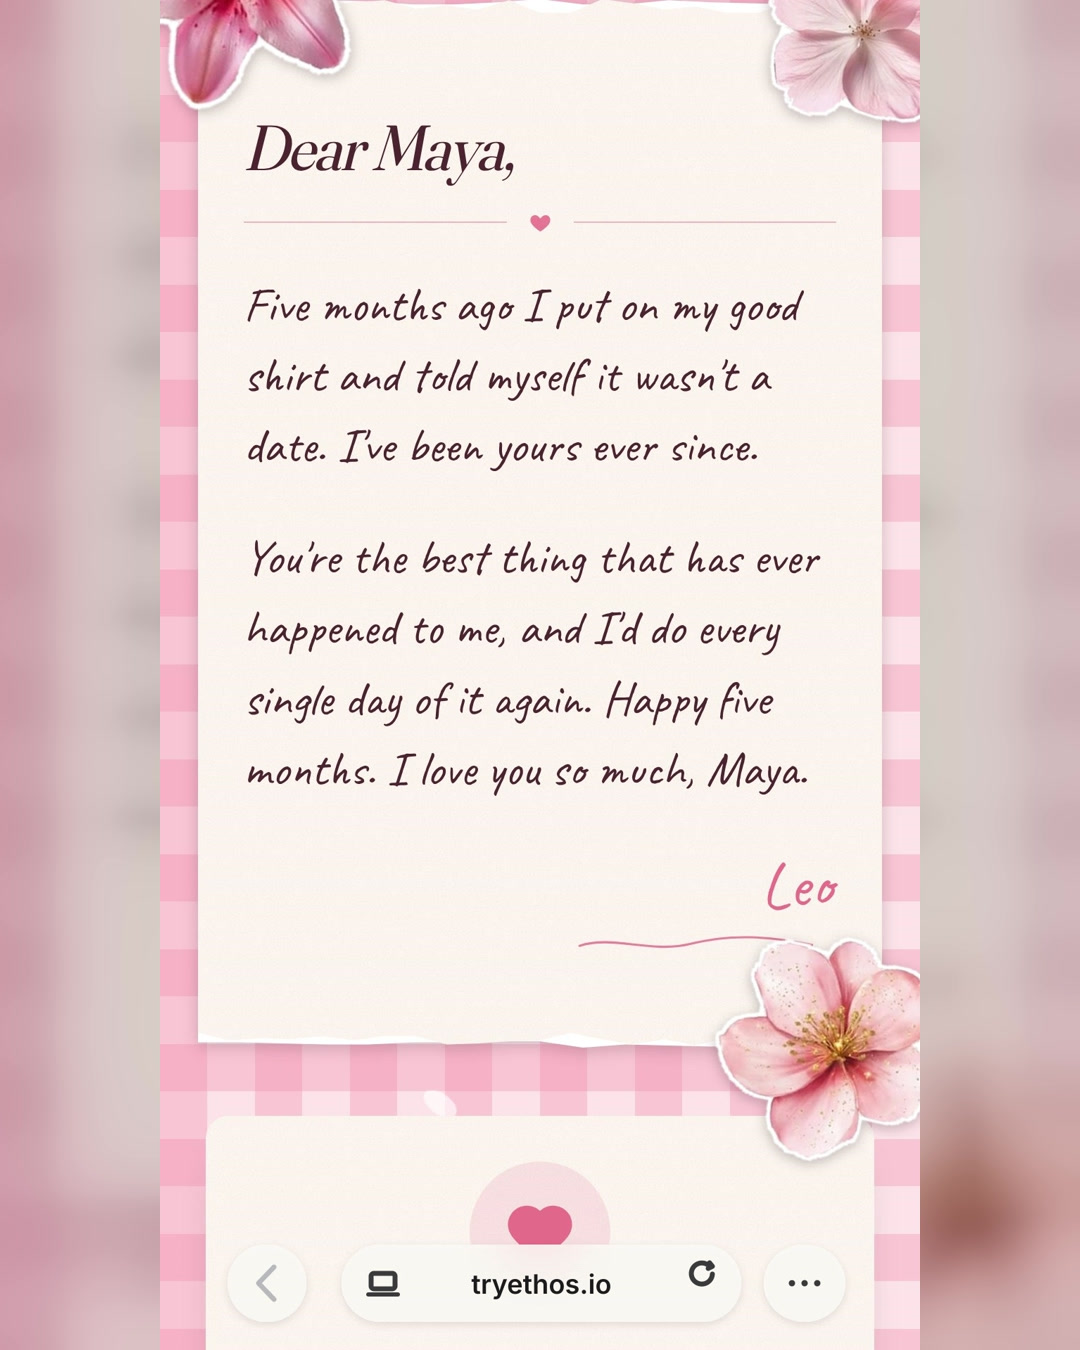 Dear Maya,
Five months ago I put on my good
shirt and told myself it wasn't a
date. I've been yours ever since.
You're the best thing that has ever
happened to me, and I'd do every
single day of it again. Happy five
months. I love you so much, Maya.
Leo
tryethos.io